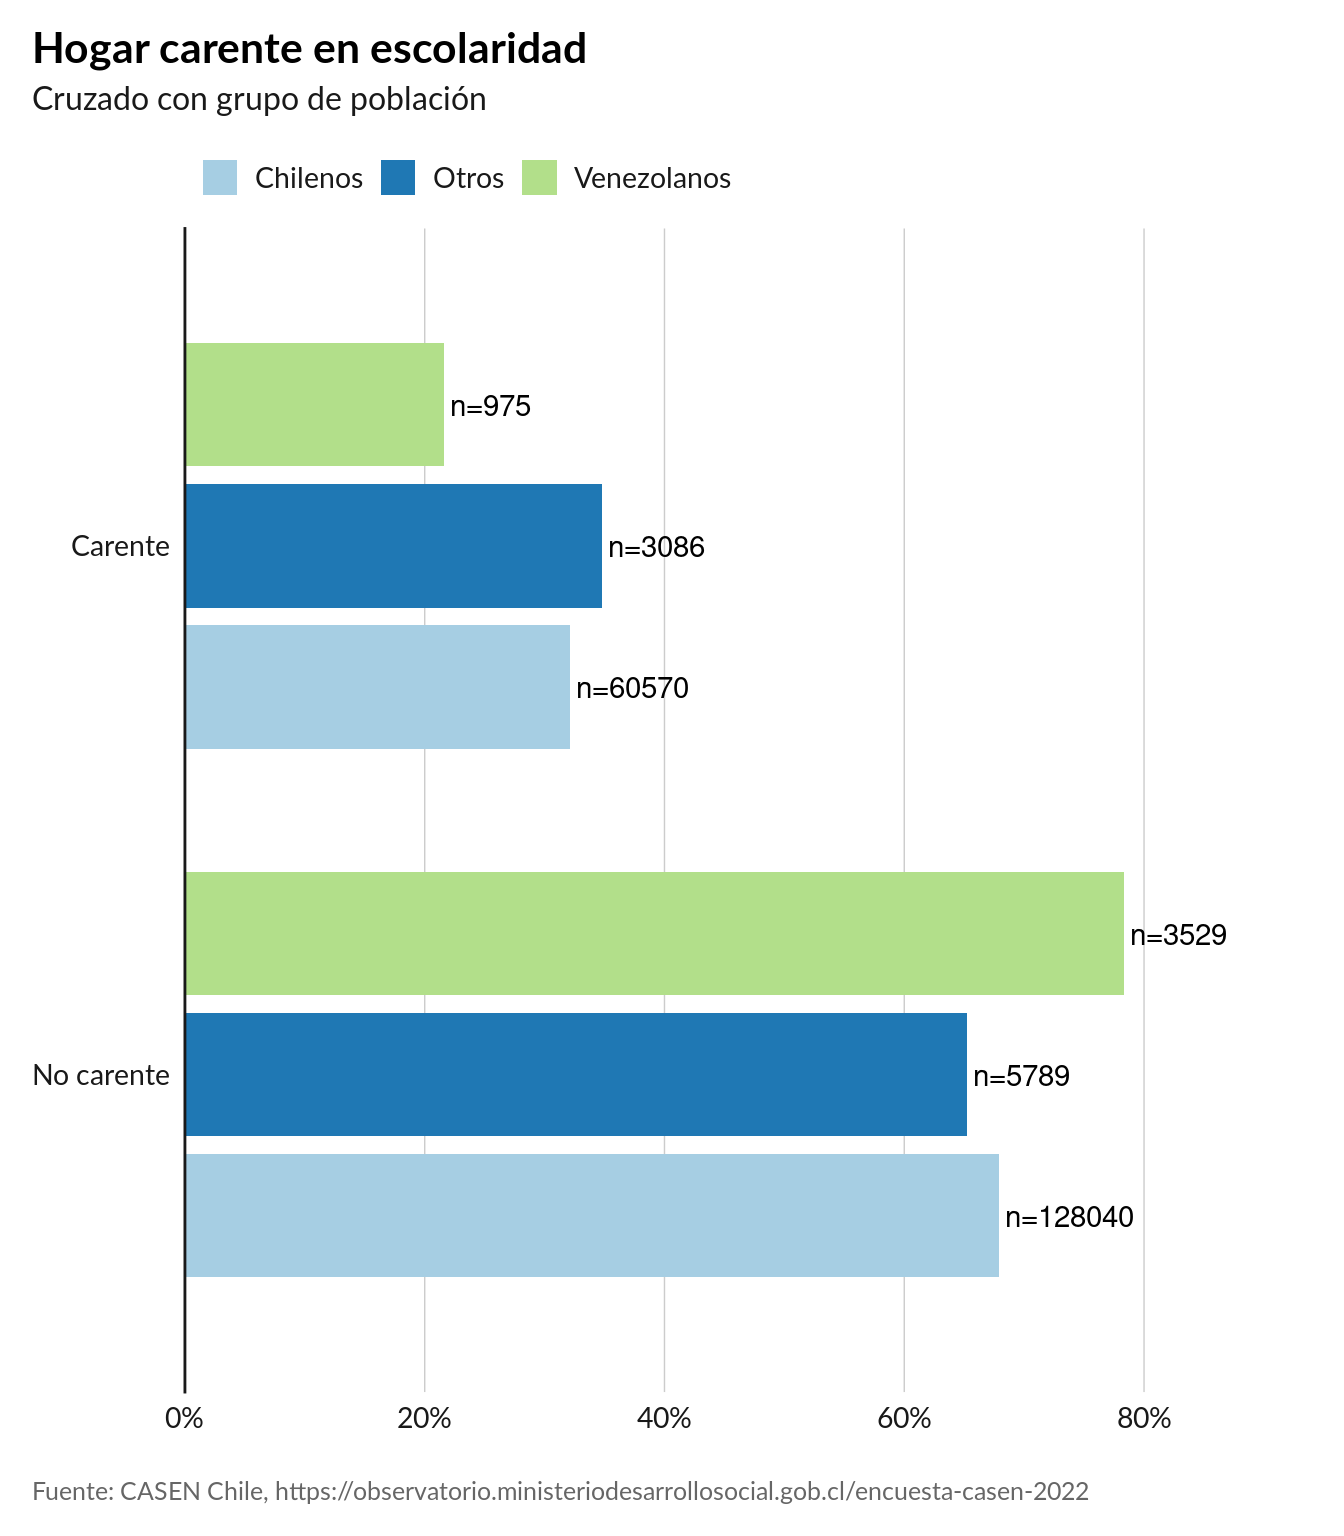 Hogar carente en escolaridad
Cruzado con grupo de población
Chilenos Otros Venezolanos
n=975
Carente n=3086
n=60570
n=3529
No carente n=5789
n=128040
0% 20% 40% 60% 80%
Fuente: CASEN Chile, https://observatorio.ministeriodesarrollosocial.gob.cl/encuesta-casen-2022